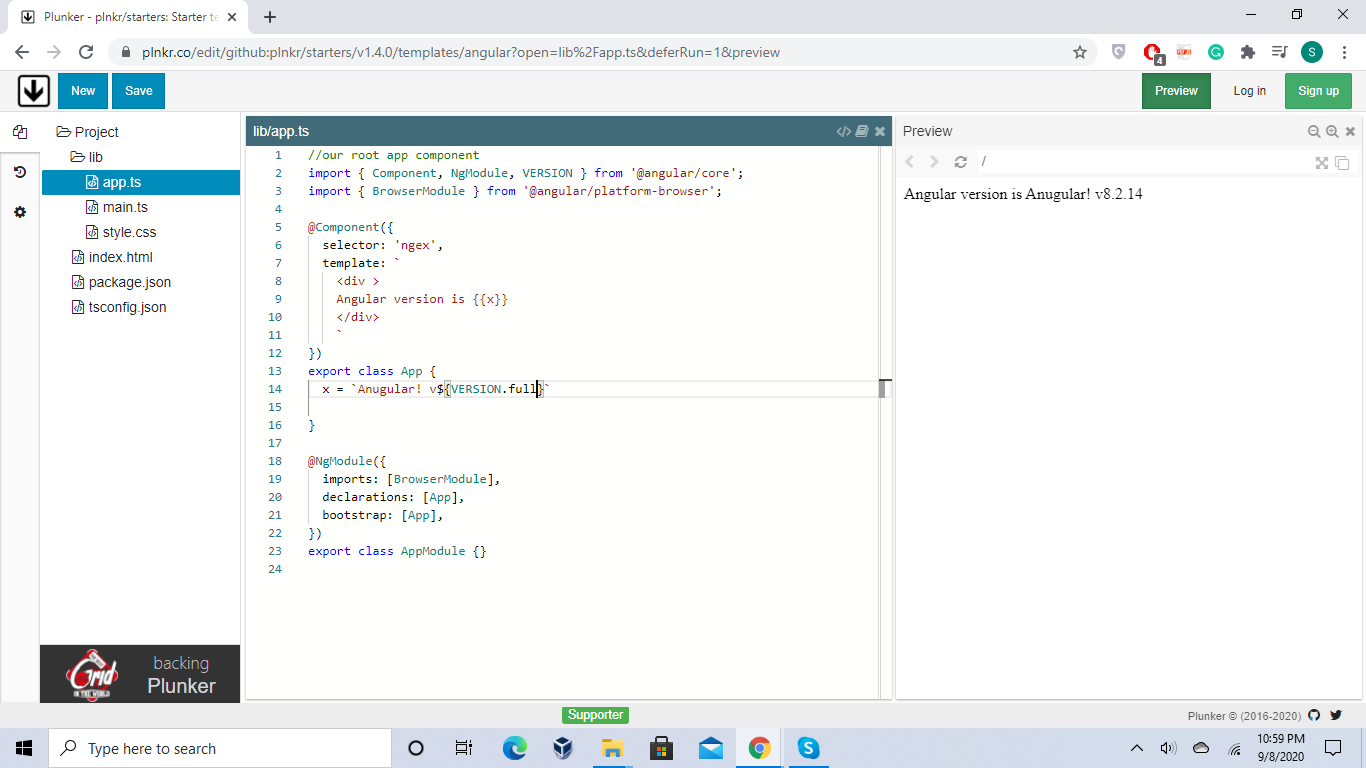 Plunker - plnkr/starters: Starter te
plnkr.co/edit/github:plnkr/starters/v1.4.0/templates/angular?open=lib%2Fapp.ts&deferRun=1&preview
4
S
New
Save
Preview
Log in
Sign up
Project
lib
app.ts
main.ts
style.css
index.html
package.json
tsconfig.json
Grid
IN THE WORLD
backing
Plunker
lib/app.ts
1 //our root app component
2 import { Component, NgModule, VERSION } from '@angular/core';
3 import { BrowserModule } from '@angular/platform-browser';
4
5 @Component({
6 selector: 'ngex',
7 template: `
8 <div >
9 Angular version is {{x}}
10 </div>
11 `
12 })
13 export class App {
14 x = `Anugular! v${VERSION.full}`
15
16 }
17
18 @NgModule({
19 imports: [BrowserModule],
20 declarations: [App],
21 bootstrap: [App],
22 })
23 export class AppModule {}
24
Preview
/
Angular version is Anugular! v8.2.14
Supporter
Plunker © (2016-2020)
Type here to search
10:59 PM
9/8/2020